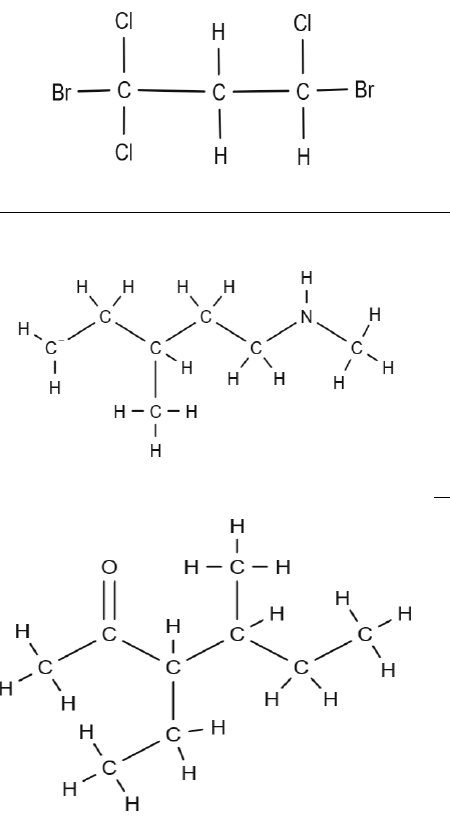 Cl H Cl
Br C C C Br
Cl H H
H
H H H H N H
H C⁻ C C C H
H C H H H H
H C H
H
H
O H C H
H
H C H C H C H
H C C C H
H H C H H H
H C H
H H